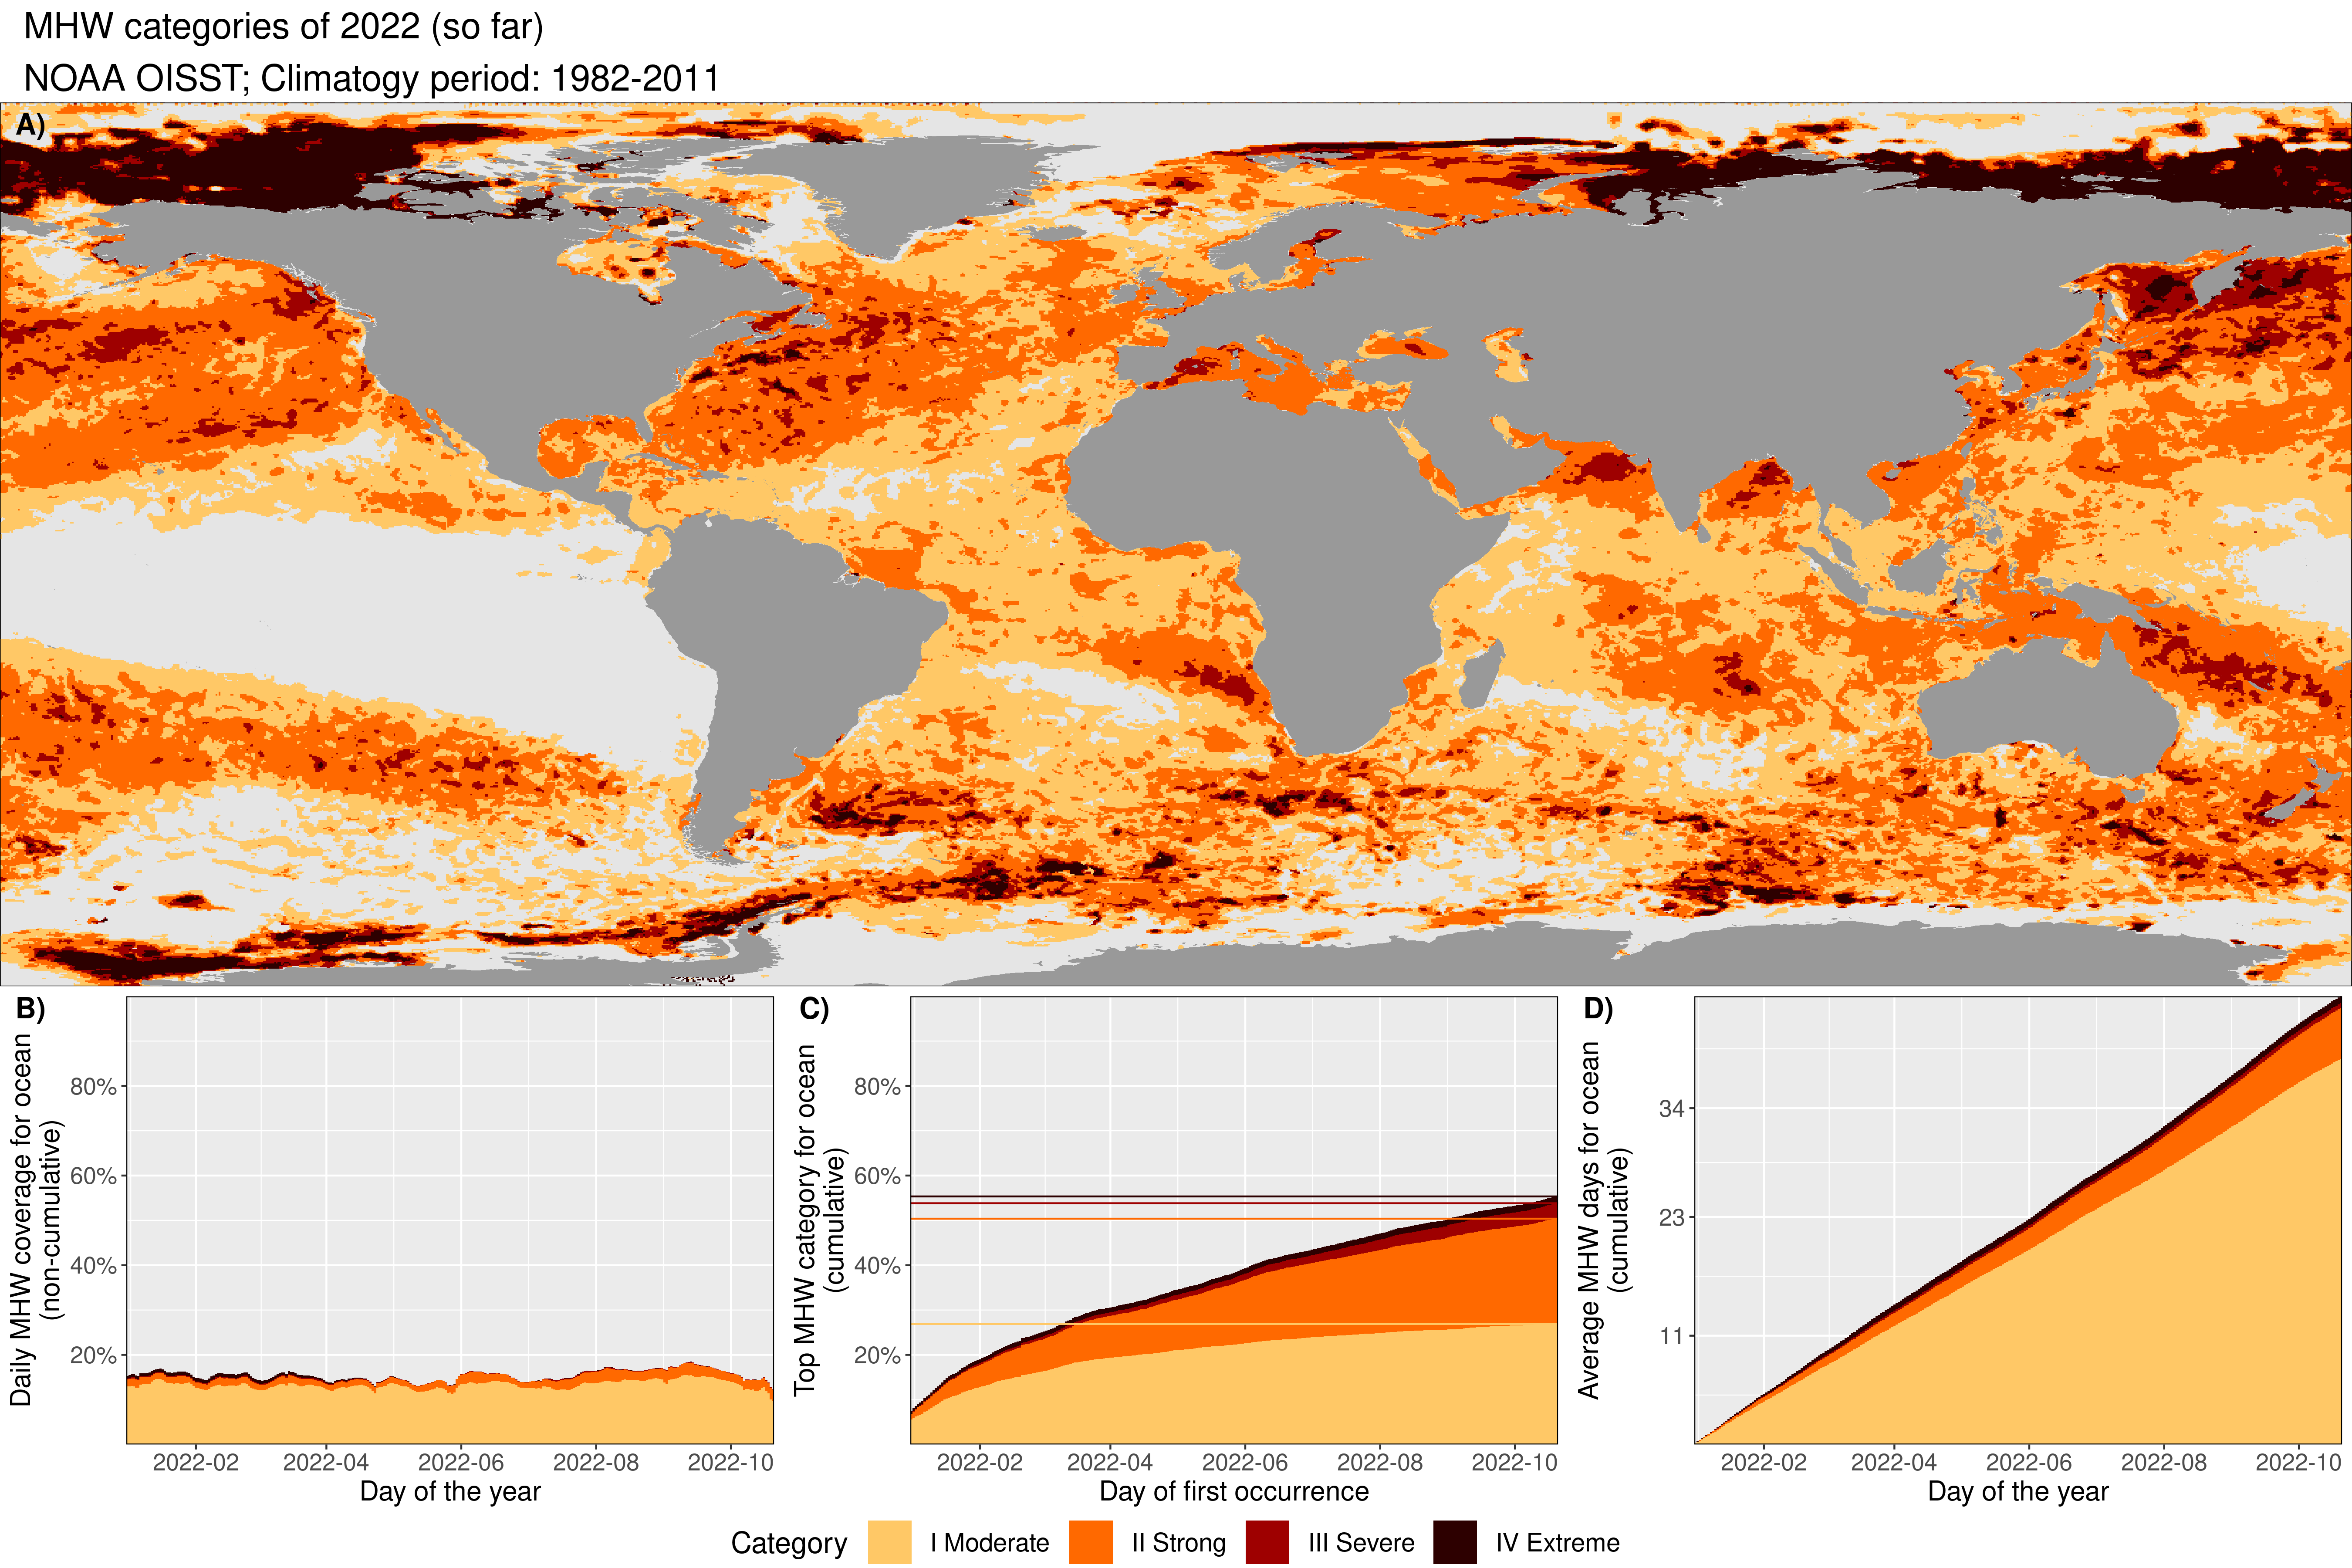 MHW categories of 2022 (so far)
NOAA OISST; Climatogy period: 1982-2011
A)
B)
Daily MHW coverage for ocean
(non-cumulative)
80%
60%
40%
20%
2022-02 2022-04 2022-06 2022-08 2022-10
Day of the year
C)
Top MHW category for ocean
(cumulative)
80%
60%
40%
20%
2022-02 2022-04 2022-06 2022-08 2022-10
Day of first occurrence
D)
Average MHW days for ocean
(cumulative)
34
23
11
2022-02 2022-04 2022-06 2022-08 2022-10
Day of the year
Category I Moderate II Strong III Severe IV Extreme